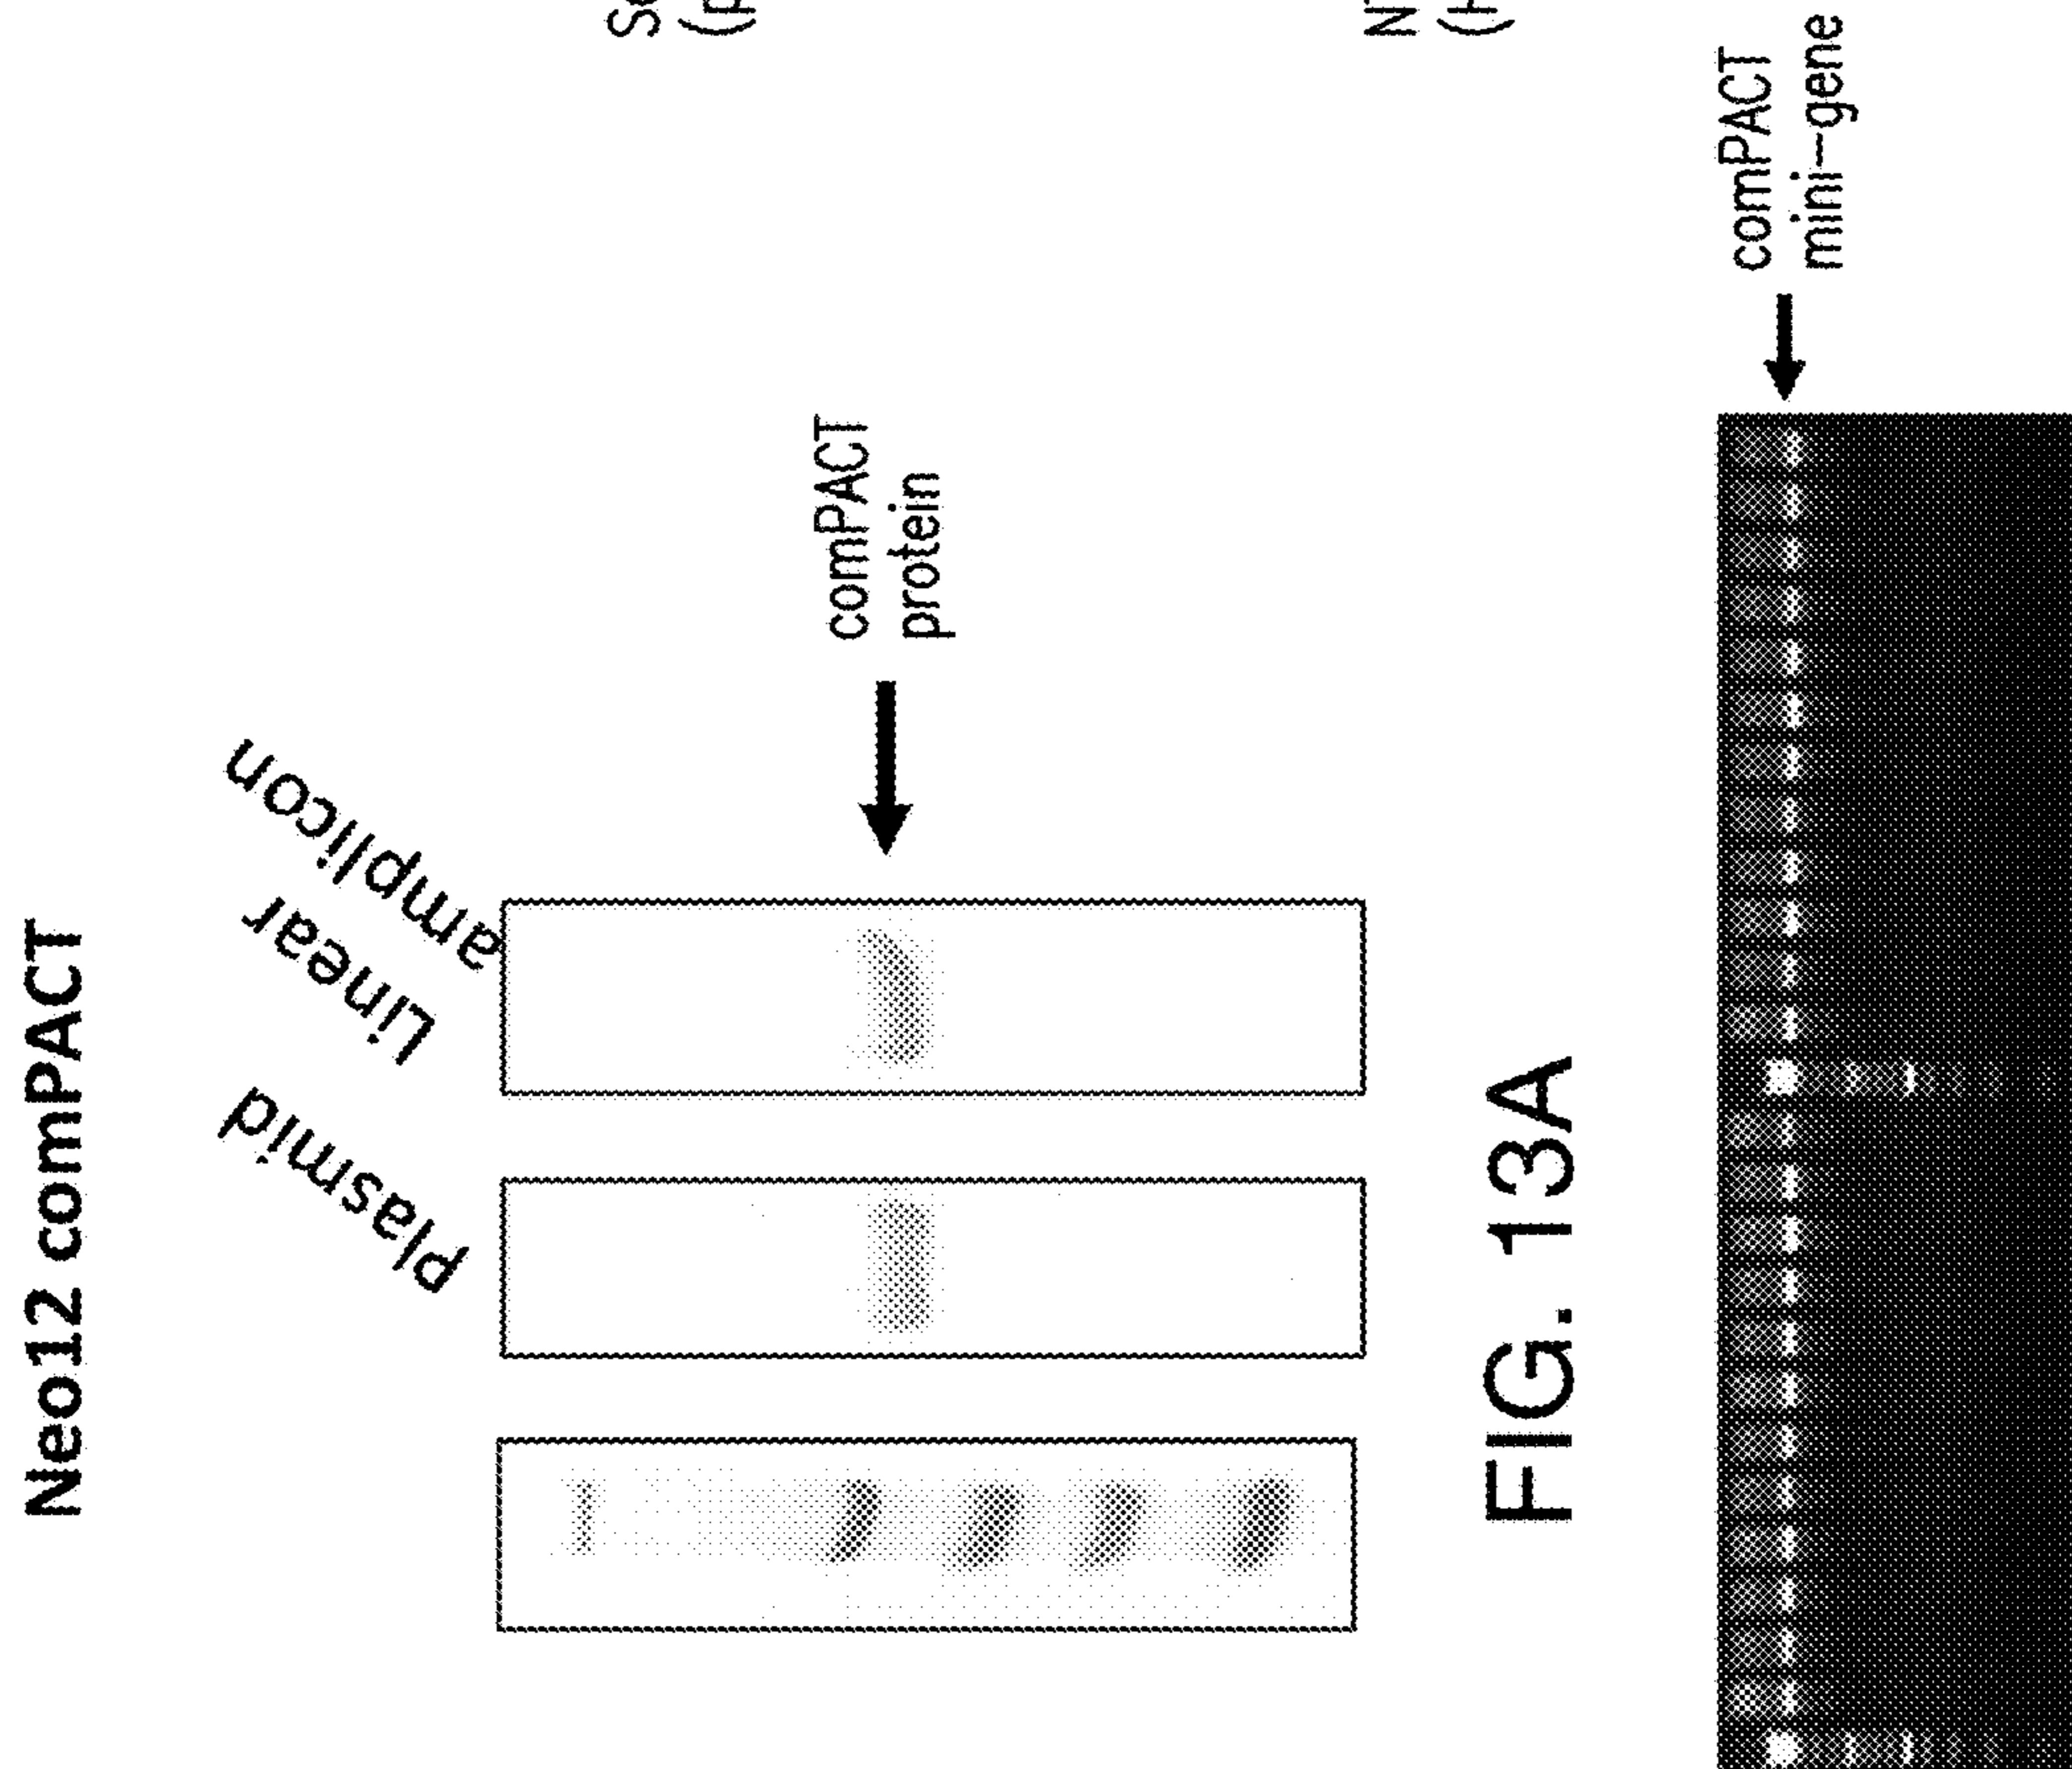 Neo12 comPACT
Plasmid
Linear
amplicon
comPACT
protein
FIG. 13A
comPACT
mini-gene